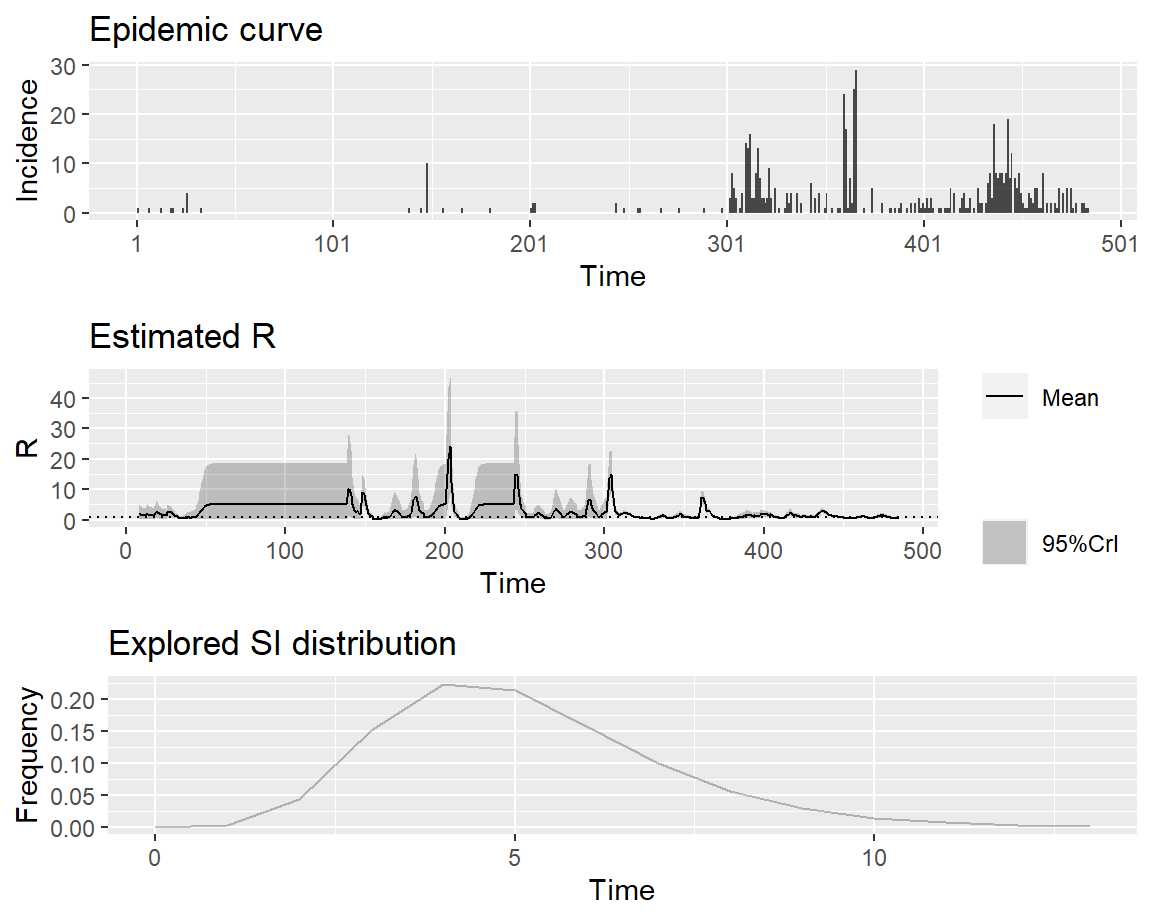 Epidemic curve
30
20
10
0
Incidence
1 101 201 301 401 501
Time
Estimated R
40
30
20
10
0
R
0 100 200 300 400 500
Time
Mean
95%CrI
Explored SI distribution
0.20
0.15
0.10
0.05
0.00
Frequency
0 5 10
Time